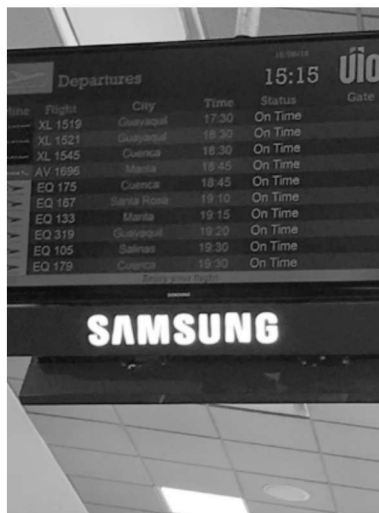 Departures 15:15 uio
Flight City Time Status Gate
XL 1519 Guayaquil 17:30 On Time
XL 1521 Guayaquil 18:30 On Time
XL 1545 Cuenca 18:30 On Time
AV 1696 Manta 18:45 On Time
EQ 175 Cuenca 18:45 On Time
EQ 167 Santa Rosa 19:10 On Time
EQ 133 Manta 19:15 On Time
EQ 319 Guayaquil 19:20 On Time
EQ 105 Salinas 19:30 On Time
EQ 179 Cuenca 19:30 On Time
Enjoy your flight
SAMSUNG
SAMSUNG